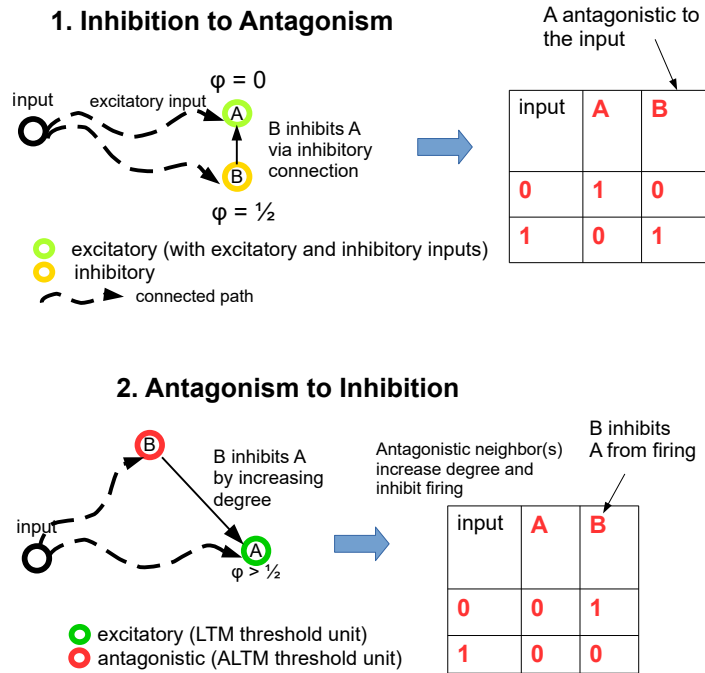 1. Inhibition to Antagonism
A antagonistic to
the input
φ = 0
input
excitatory input
A
B inhibits A
via inhibitory
connection
B
φ = ½
input A B
0 1 0
1 0 1
excitatory (with excitatory and inhibitory inputs)
inhibitory
connected path
2. Antagonism to Inhibition
B
B inhibits A
by increasing
degree
Antagonistic neighbor(s)
increase degree and
inhibit firing
B inhibits
A from firing
input
A
φ > ½
input A B
0 0 1
1 0 0
excitatory (LTM threshold unit)
antagonistic (ALTM threshold unit)